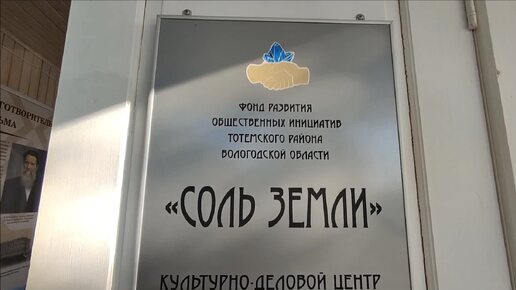 ФОНД РАЗВИТИЯ
ОБЩЕСТВЕННЫХ ИНИЦИАТИВ
ТОТЕМСКОГО РАЙОНА
ВОЛОГОДСКОЙ ОБЛАСТИ
«СОЛЬ ЗЕМЛИ»
КУЛЬТУРНО-ДЕЛОВОЙ ЦЕНТР